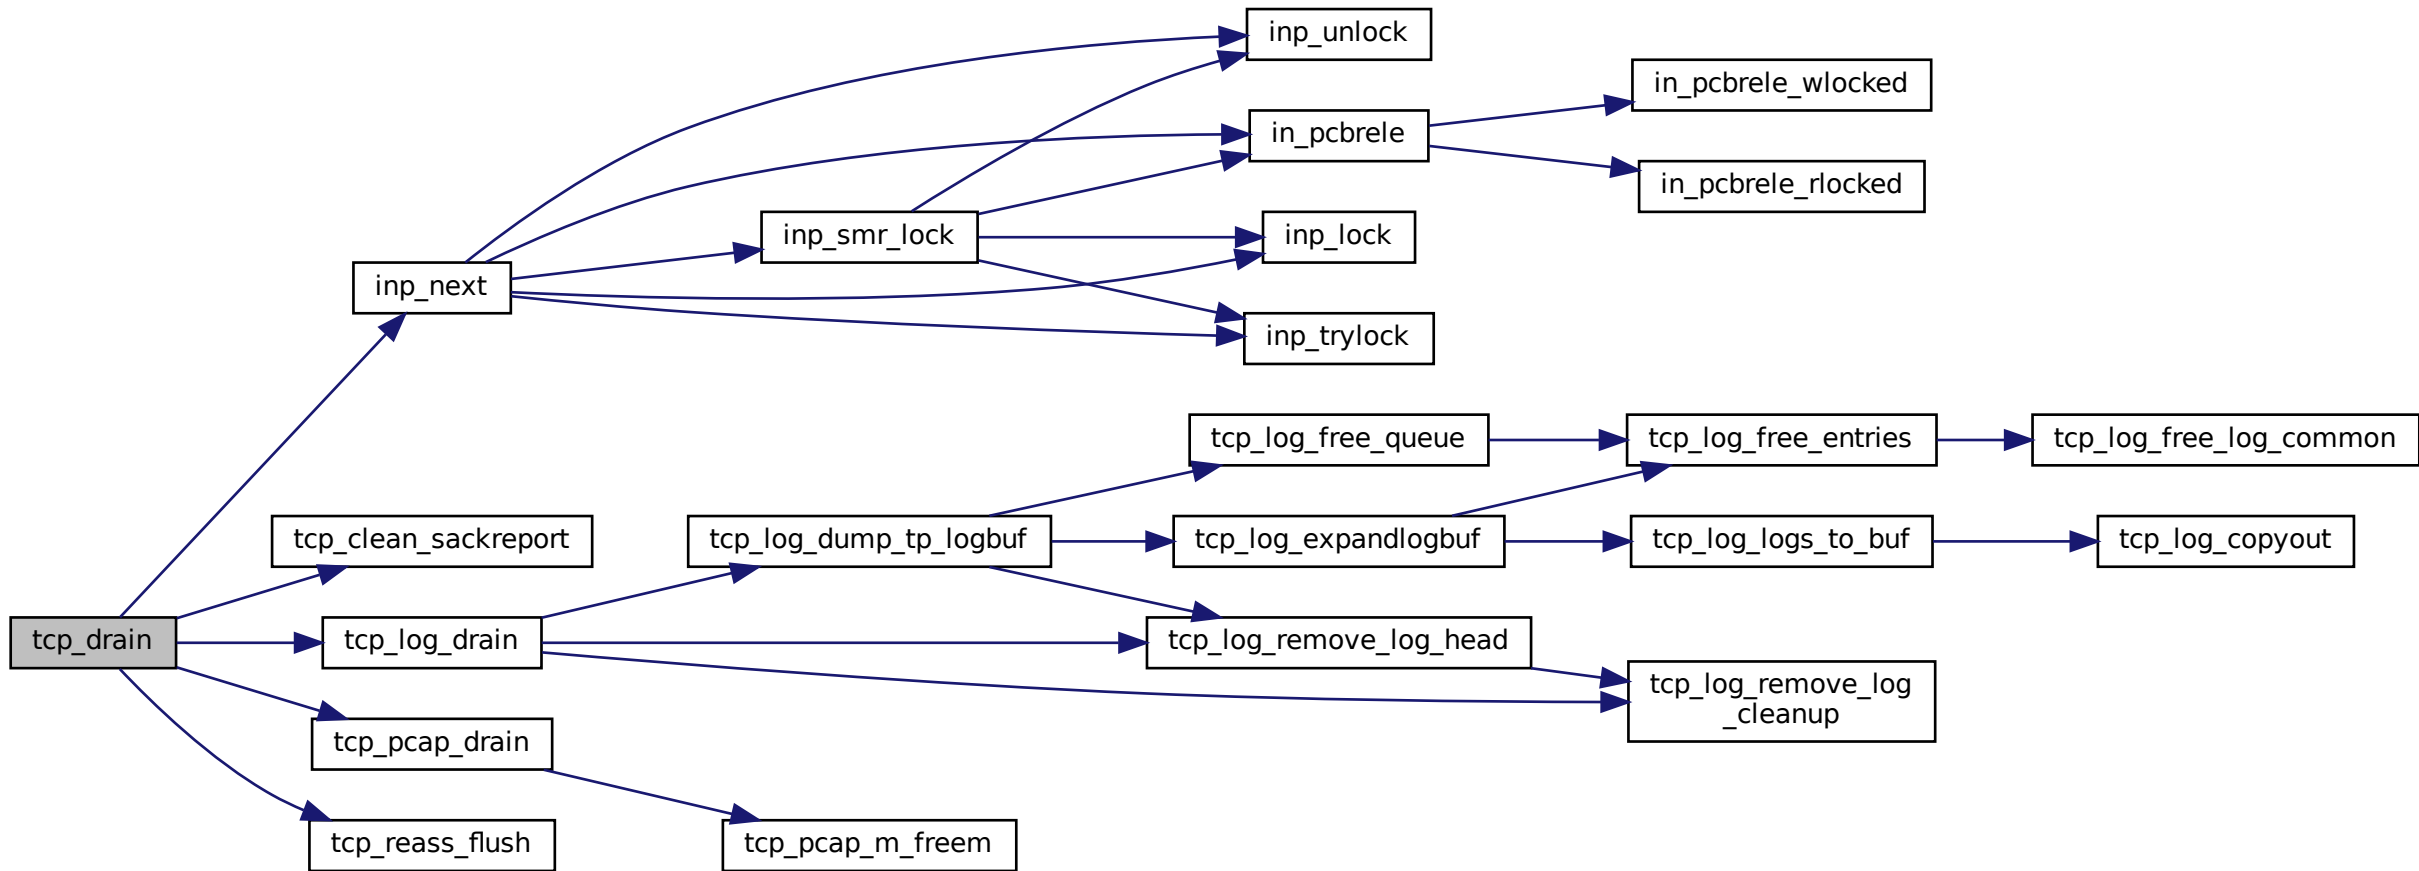 inp_unlock
in_pcbrele_wlocked
in_pcbrele
in_pcbrele_rlocked
inp_smr_lock
inp_lock
inp_next
inp_trylock
tcp_log_free_queue
tcp_log_free_entries
tcp_log_free_log_common
tcp_clean_sackreport
tcp_log_dump_tp_logbuf
tcp_log_expandlogbuf
tcp_log_logs_to_buf
tcp_log_copyout
tcp_drain
tcp_log_drain
tcp_log_remove_log_head
tcp_log_remove_log
_cleanup
tcp_pcap_drain
tcp_reass_flush
tcp_pcap_m_freem